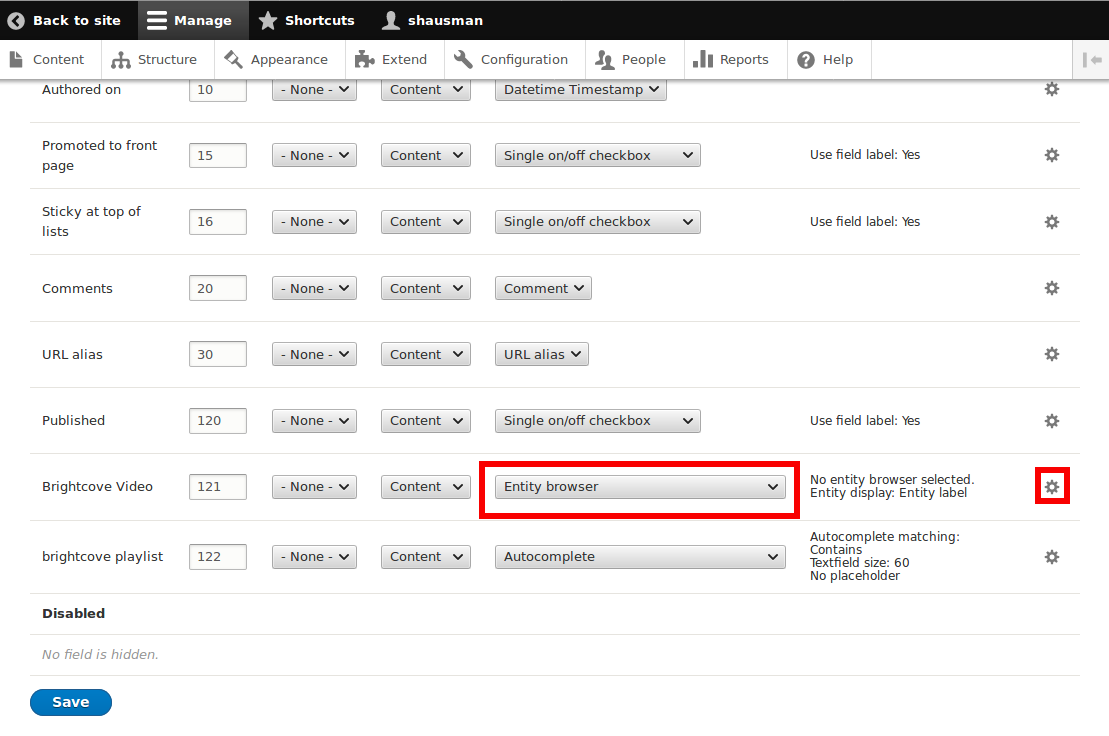 Back to site Manage Shortcuts shausman
Content Structure Appearance Extend Configuration People Reports Help
Authored on 10 - None - Content Datetime Timestamp
Promoted to front
page 15 - None - Content Single on/off checkbox Use field label: Yes
Sticky at top of
lists 16 - None - Content Single on/off checkbox Use field label: Yes
Comments 20 - None - Content Comment
URL alias 30 - None - Content URL alias
Published 120 - None - Content Single on/off checkbox Use field label: Yes
Brightcove Video 121 - None - Content Entity browser No entity browser selected.
Entity display: Entity label
brightcove playlist 122 - None - Content Autocomplete Autocomplete matching:
Contains
Textfield size: 60
No placeholder
Disabled
No field is hidden.
Save